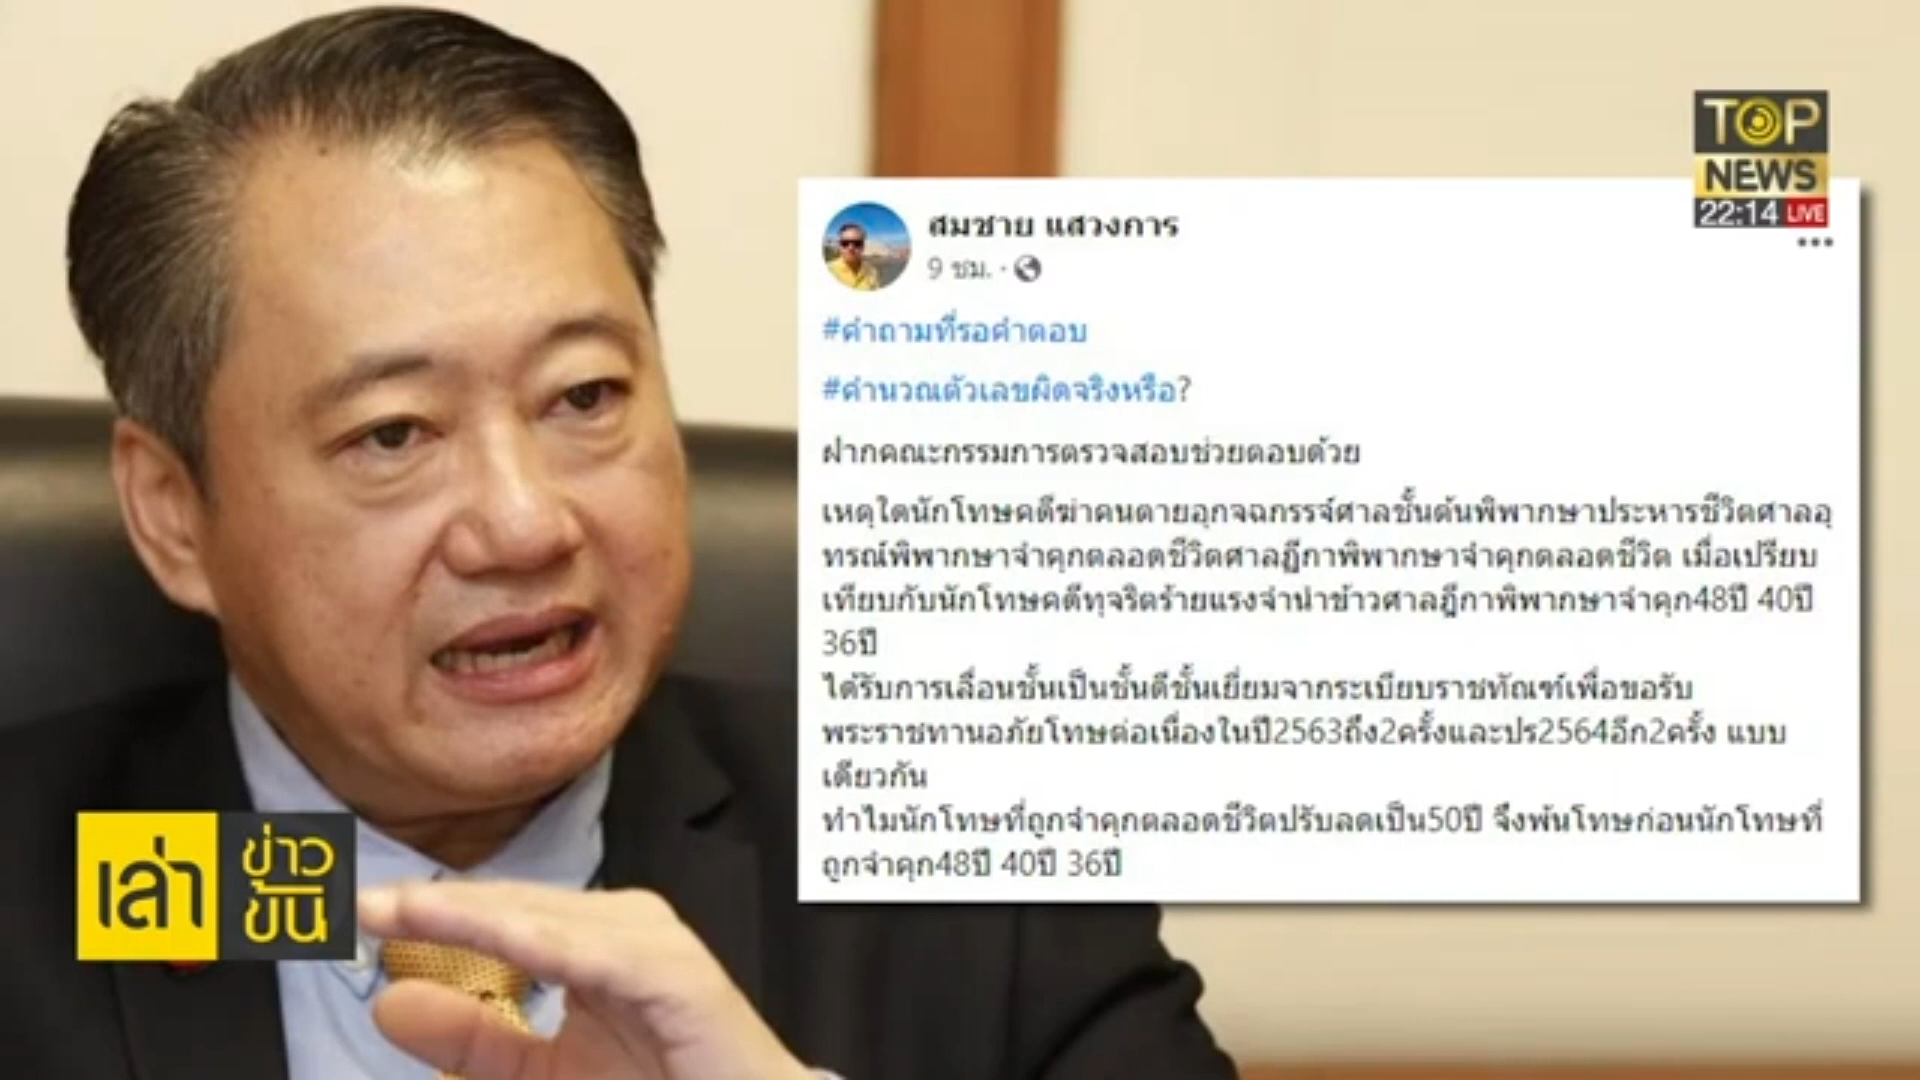 TOP
NEWS
22:14 LIVE
สมชาย แสวงการ
9 ชม.
#คำถามที่รอคำตอบ
#คำนวณตัวเลขผิดจริงหรือ?
ฝากคณะกรรมการตรวจสอบช่วยตอบด้วย
เหตุใดนักโทษคดีฆ่าคนตายอุกจฉกรรจ์ศาลชั้นต้นพิพากษาประหารชีวิตศาลอุ
ทรณ์พิพากษาจำคุกตลอดชีวิตศาลฎีกาพิพากษาจำคุกตลอดชีวิต เมื่อเปรียบ
เทียบกับนักโทษคดีทุจริตร้ายแรงจำนำข้าวศาลฎีกาพิพากษาจำคุก48ปี 40ปี
36ปี
ได้รับการเลื่อนชั้นเป็นชั้นดีชั้นเยี่ยมจากระเบียบราชทัณฑ์เพื่อขอรับ
พระราชทานอภัยโทษต่อเนื่องในปี2563ถึง2ครั้งและปร2564อีก2ครั้ง แบบ
เดียวกัน
ทำไมนักโทษที่ถูกจำคุกตลอดชีวิตปรับลดเป็น50ปี จึงพ้นโทษก่อนนักโทษที่
ถูกจำคุก48ปี 40ปี 36ปี
เล่า
ข่าว
ข้น